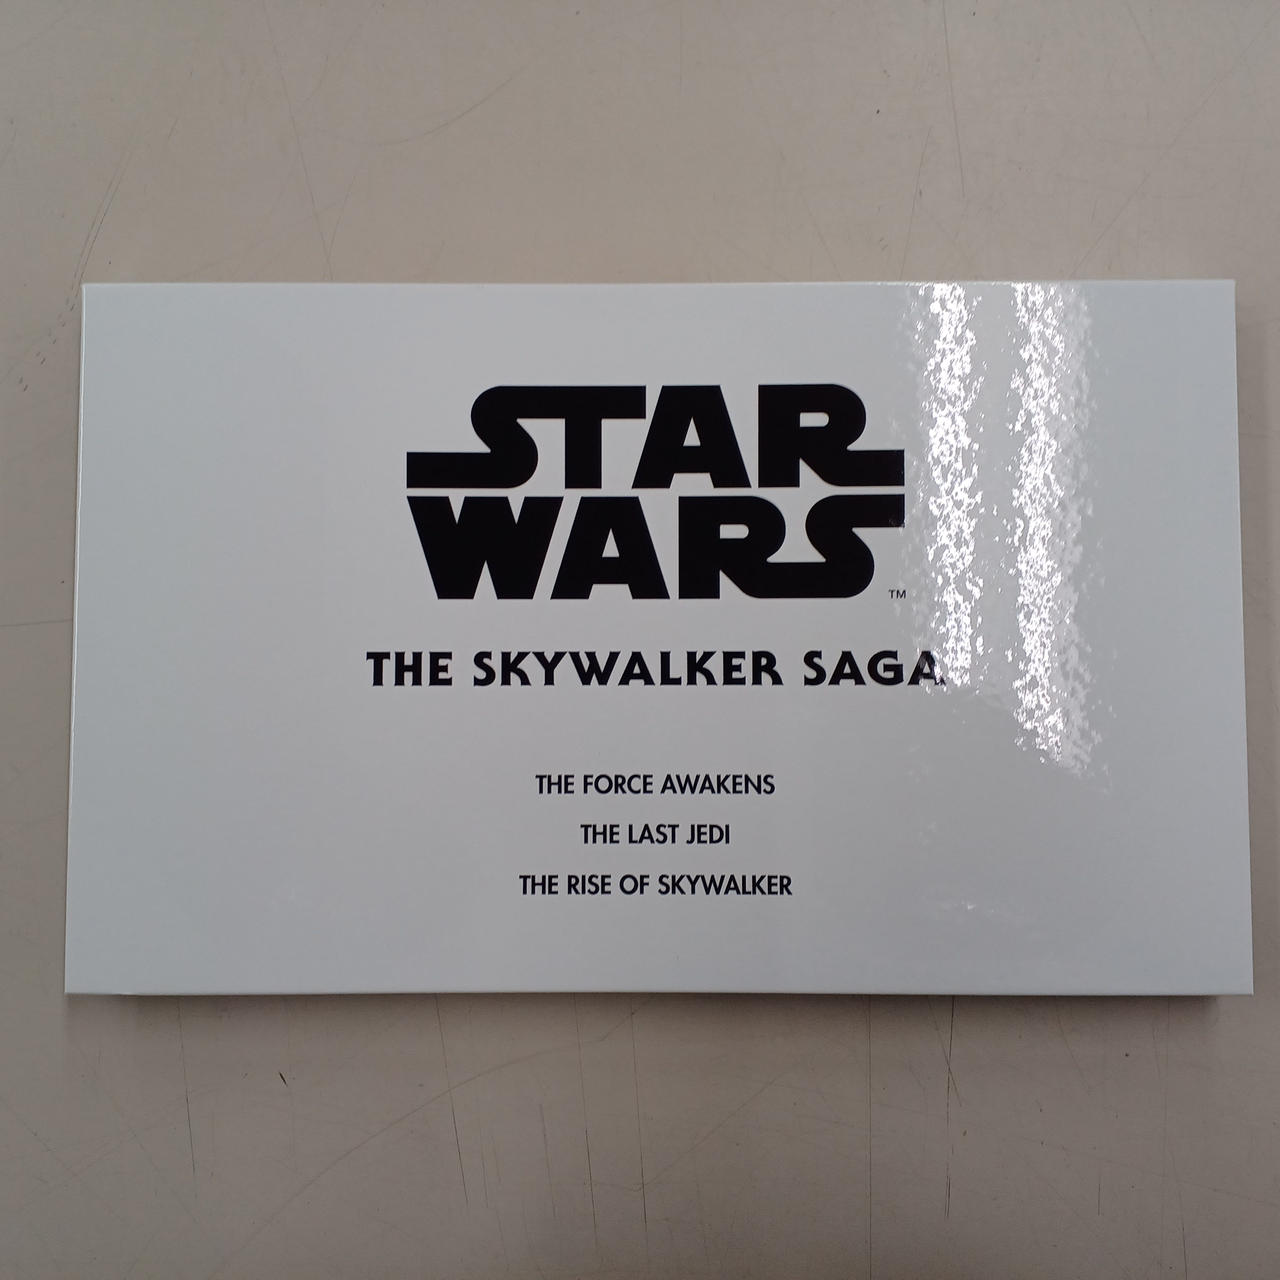 STAR
WARS
TM
THE SKYWALKER SAGA
THE FORCE AWAKENS
THE LAST JEDI
THE RISE OF SKYWALKER